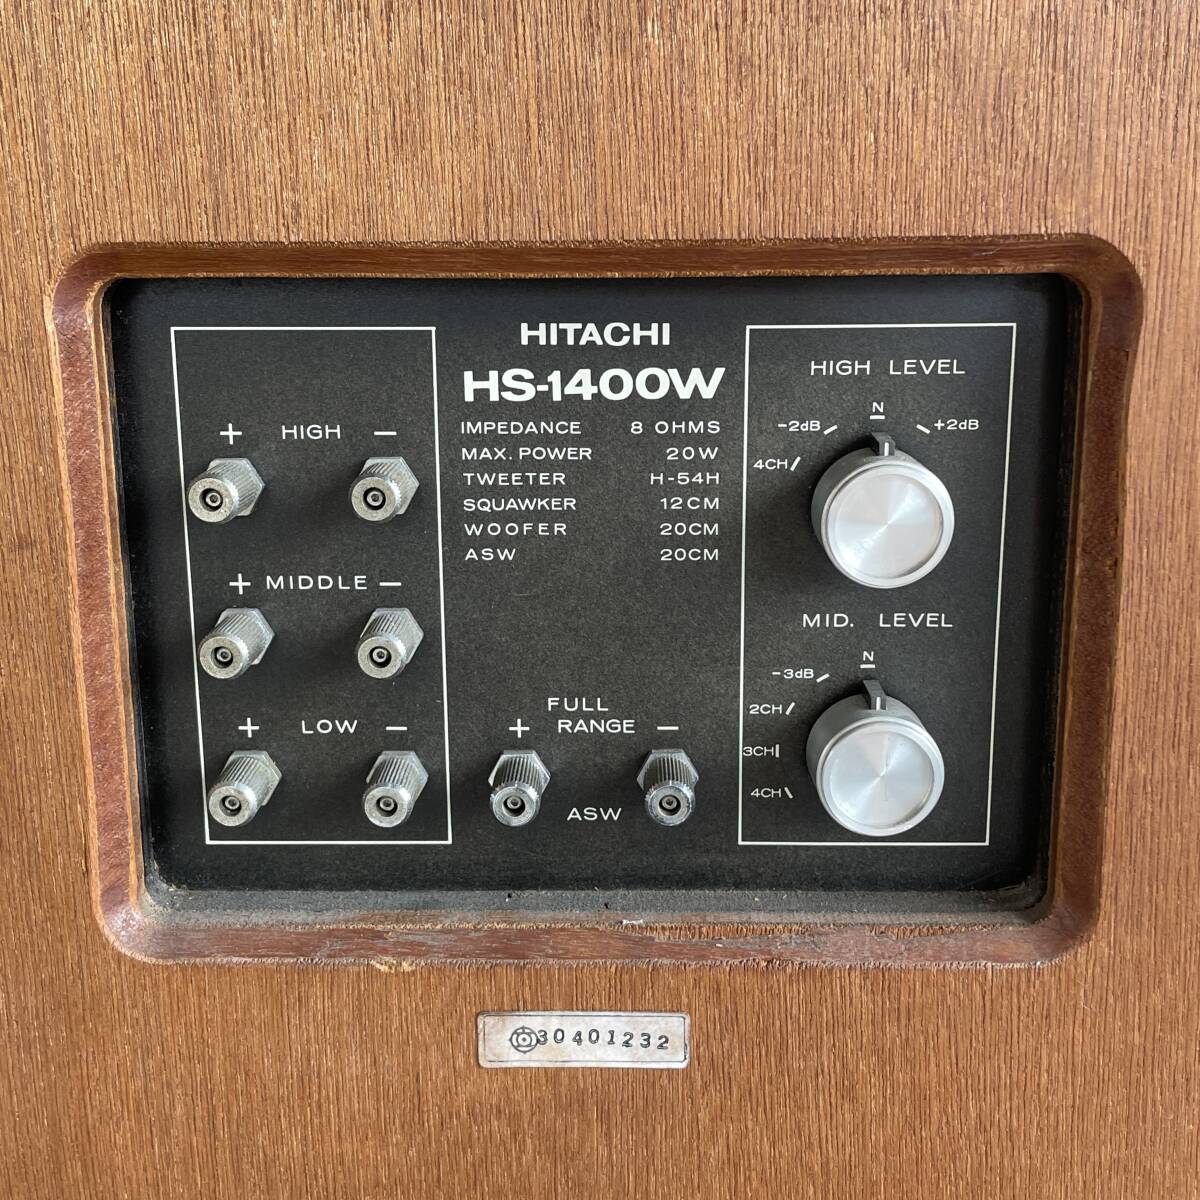 HITACHI
HS-1400W
IMPEDANCE 8 OHMS
MAX. POWER 20W
TWEETER H-54H
SQUAWKER 12CM
WOOFER 20CM
ASW 20CM
+ HIGH −
+ MIDDLE −
+ LOW −
FULL
+ RANGE −
ASW
HIGH LEVEL
N
-2dB +2dB
4CH
MID. LEVEL
N
-3dB
2CH
3CH
4CH
30401232